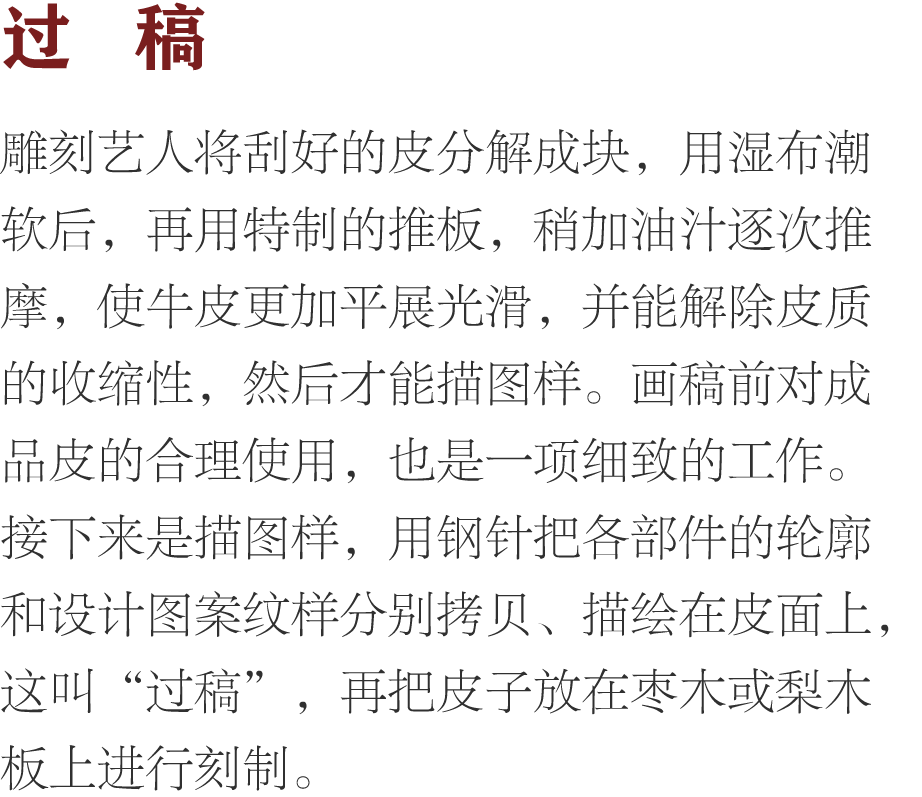 过 稿
雕刻艺人将刮好的皮分解成块，用湿布潮
软后，再用特制的推板，稍加油汁逐次推
摩，使牛皮更加平展光滑，并能解除皮质
的收缩性，然后才能描图样。画稿前对成
品皮的合理使用，也是一项细致的工作。
接下来是描图样，用钢针把各部件的轮廓
和设计图案纹样分别拷贝、描绘在皮面上，
这叫“过稿”，再把皮子放在枣木或梨木
板上进行刻制。